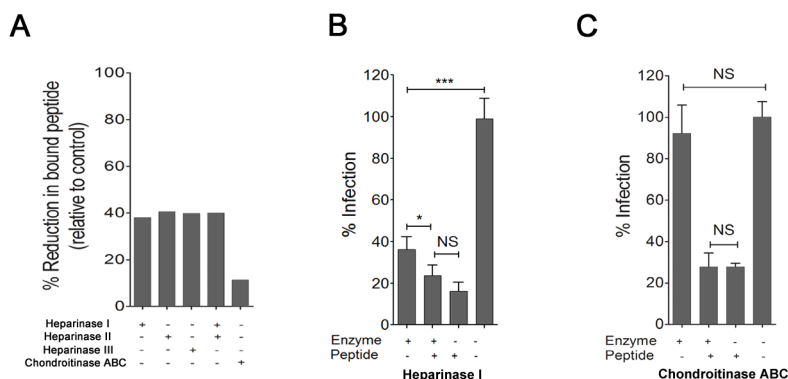 A
B
C
% Reduction in bound peptide
(relative to control)
100
80
60
40
20
0
Heparinase I + - - + -
Heparinase II - + - + -
Heparinase III - - + - -
Chondroitinase ABC - - - - +
% Infection
120
100
80
60
40
20
0
***
*
NS
Enzyme + + - -
Peptide - + + -
Heparinase I
% Infection
120
100
80
60
40
20
0
NS
NS
Enzyme + + - -
Peptide - + + -
Chondroitinase ABC